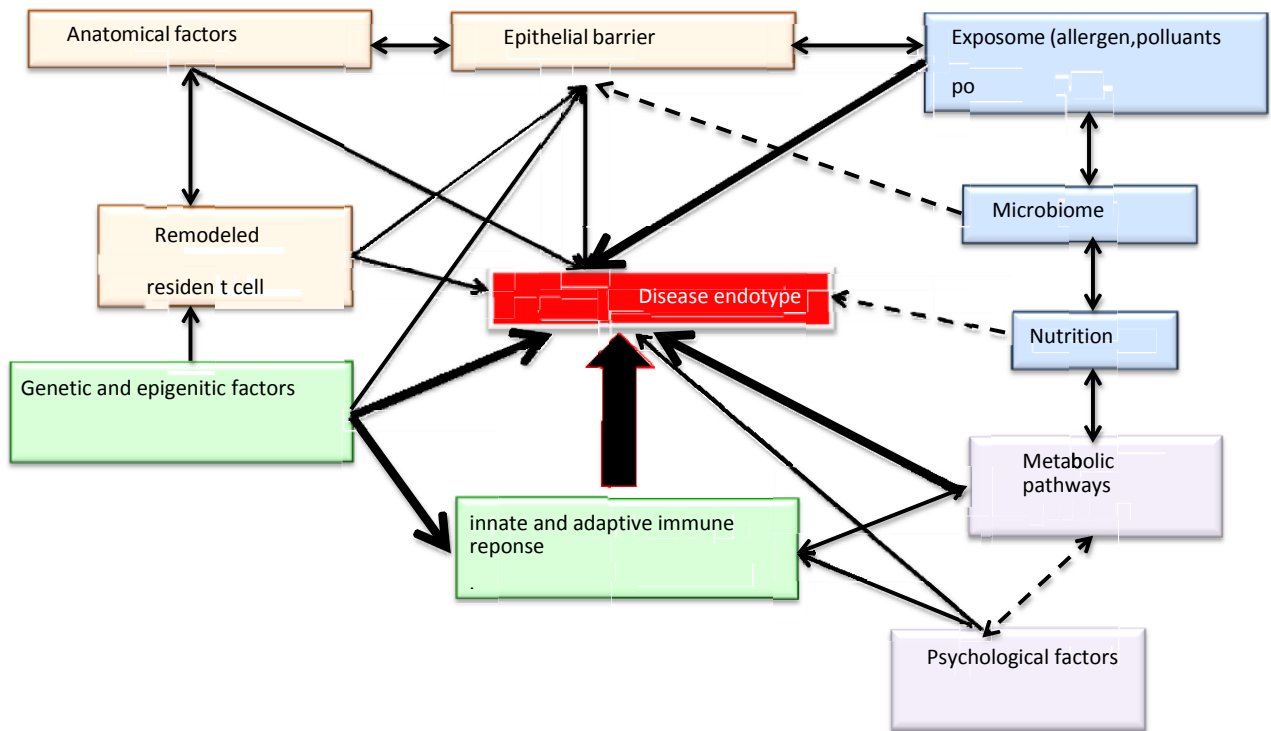 Anatomical factors
Epithelial barrier
Exposome (allergen,polluants
po
Microbiome
Remodeled
residen t cell
Disease endotype
Nutrition
Genetic and epigenitic factors
Metabolic
pathways
innate and adaptive immune
reponse
.
Psychological factors